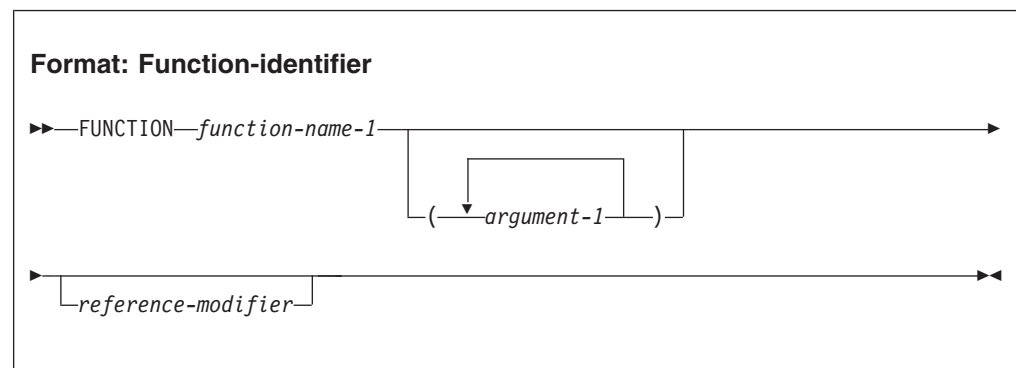 Format: Function-identifier
FUNCTION function-name-1
( argument-1 )
reference-modifier